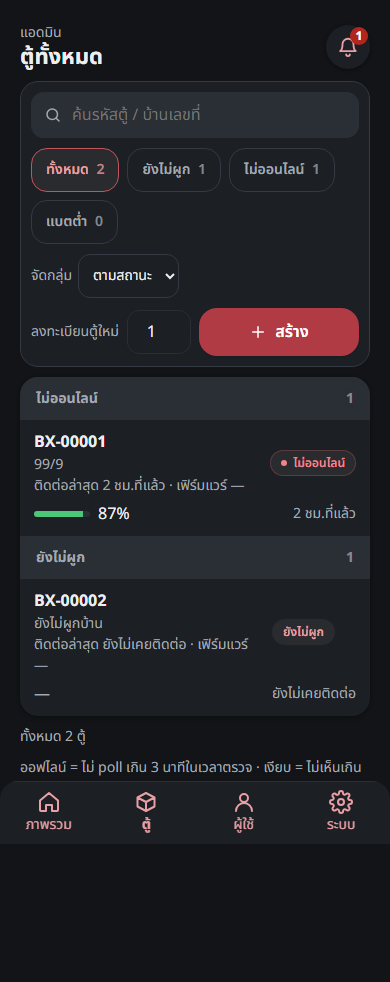 แอดมิน
ตู้ทั้งหมด
1
ค้นรหัสตู้ / บ้านเลขที่
ทั้งหมด 2
ยังไม่ผูก 1
ไม่ออนไลน์ 1
แบตต่ำ 0
จัดกลุ่ม ตามสถานะ
ลงทะเบียนตู้ใหม่ 1 + สร้าง
ไม่ออนไลน์ 1
BX-00001
99/9
ไม่ออนไลน์
ติดต่อล่าสุด 2 ชม.ที่แล้ว · เฟิร์มแวร์ —
87% 2 ชม.ที่แล้ว
ยังไม่ผูก 1
BX-00002
ยังไม่ผูกบ้าน
ยังไม่ผูก
ติดต่อล่าสุด ยังไม่เคยติดต่อ · เฟิร์มแวร์
—
— ยังไม่เคยติดต่อ
ทั้งหมด 2 ตู้
ออฟไลน์ = ไม่ poll เกิน 3 นาทีในเวลาตรวจ · เงียบ = ไม่เห็นเกิน
ภาพรวม ตู้ ผู้ใช้ ระบบ